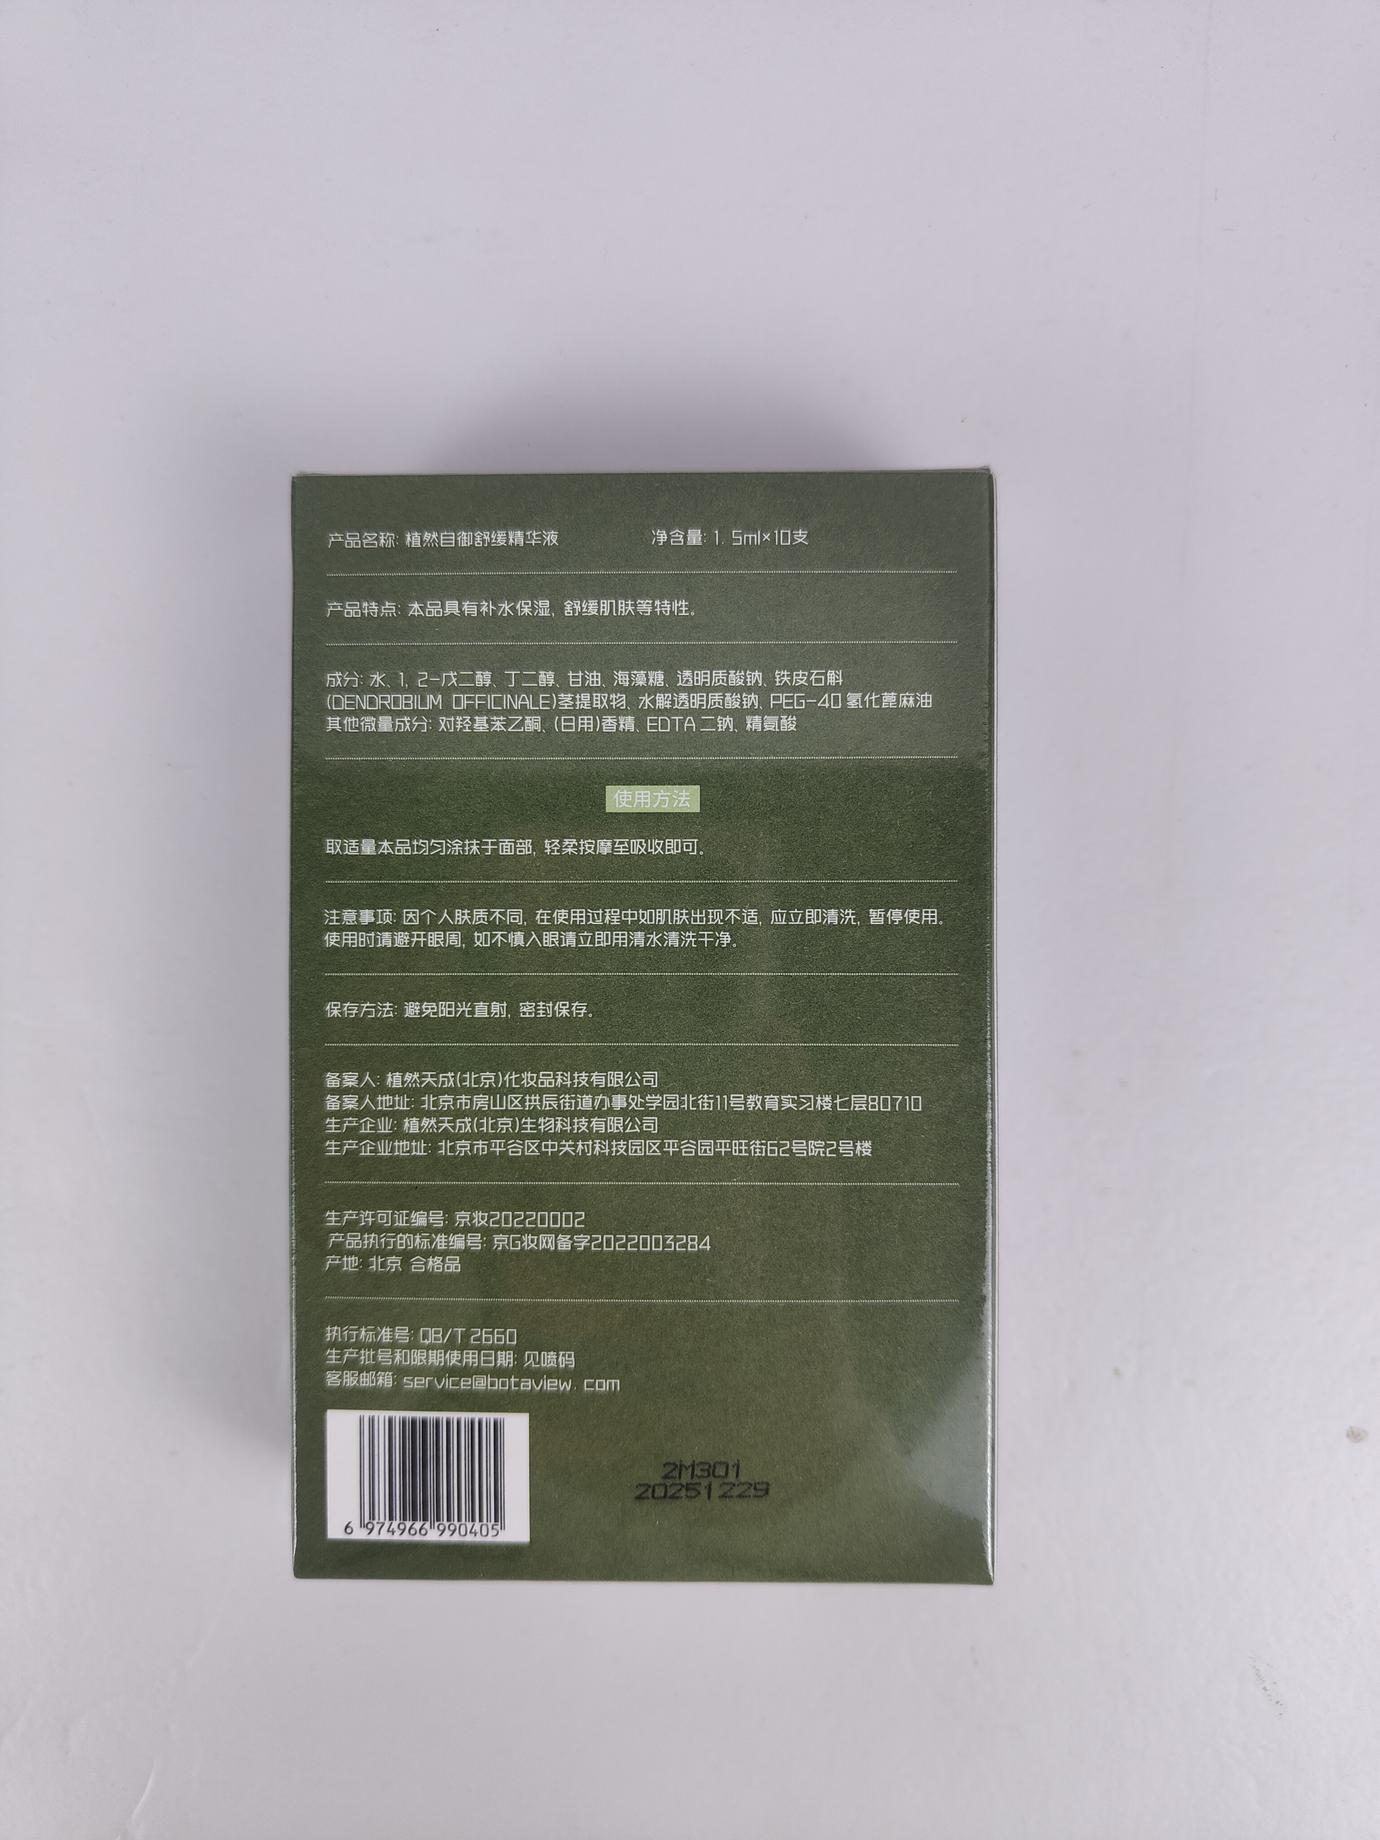 产品名称: 植然自御舒缓精华液 净含量: 1. 5ml×10支
产品特点: 本品具有补水保湿, 舒缓肌肤等特性。
成分: 水、1, 2-戊二醇、丁二醇、甘油、海藻糖、透明质酸钠、铁皮石斛
(DENDROBIUM OFFICINALE)茎提取物、水解透明质酸钠、PEG-40 氢化蓖麻油
其他微量成分: 对羟基苯乙酮、(日用)香精、EDTA 二钠、精氨酸
使用方法
取适量本品均匀涂抹于面部, 轻柔按摩至吸收即可。
注意事项: 因个人肤质不同, 在使用过程中如肌肤出现不适, 应立即清洗, 暂停使用。
使用时请避开眼周, 如不慎入眼请立即用清水清洗干净。
保存方法: 避免阳光直射, 密封保存。
备案人: 植然天成(北京)化妆品科技有限公司
备案人地址: 北京市房山区拱辰街道办事处学园北街11号教育实习楼七层80710
生产企业: 植然天成(北京)生物科技有限公司
生产企业地址: 北京市平谷区中关村科技园区平谷园平旺街62号院2号楼
生产许可证编号: 京妆20220002
产品执行的标准编号: 京G妆网备字2022003284
产地: 北京 合格品
执行标准号: QB/T 2660
生产批号和限期使用日期: 见喷码
客服邮箱: service@botaview. com
2M301
20251229
6 974966 990405